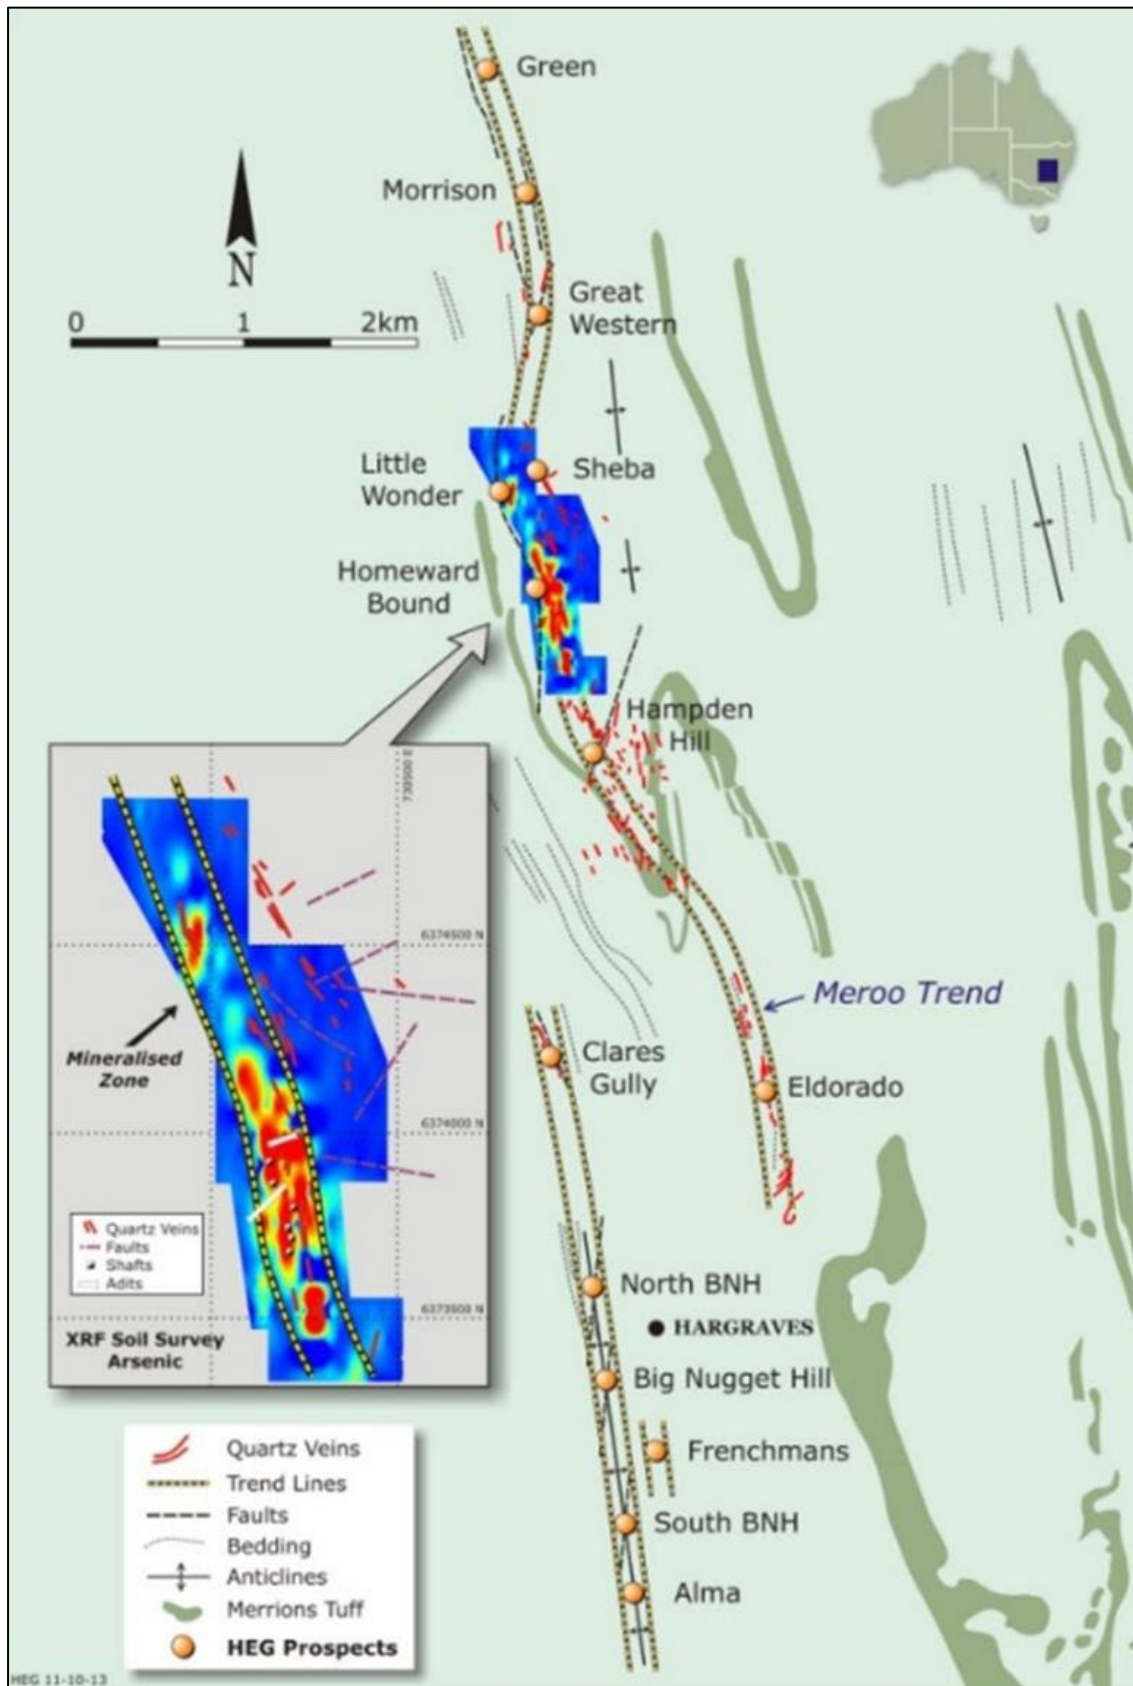 Green
Morrison
N
0 1 2km
Great
Western
Little
Wonder
Sheba
Homeward
Bound
Hampden
Hill
730500 E
6374500 N
Mineralised
Zone
6374000 N
Quartz Veins
Faults
Shafts
Adits
6373500 N
XRF Soil Survey
Arsenic
Meroo Trend
Clares
Gully
Eldorado
North BNH
HARGRAVES
Big Nugget Hill
Frenchmans
South BNH
Alma
Quartz Veins
Trend Lines
Faults
Bedding
Anticlines
Merrions Tuff
HEG Prospects
HEG 11-10-13